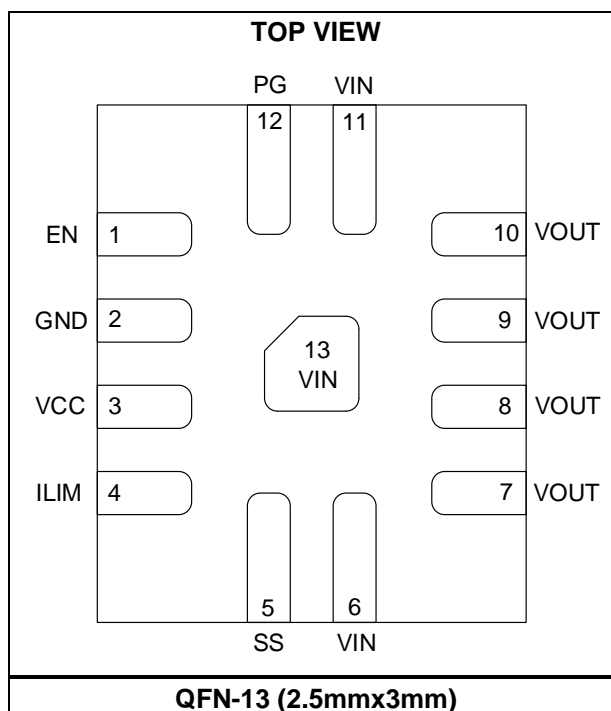 TOP VIEW
PG VIN
12 11
EN 1 10 VOUT
GND 2 9 VOUT
13
VIN
VCC 3 8 VOUT
ILIM 4 7 VOUT
5 6
SS VIN
QFN-13 (2.5mmx3mm)